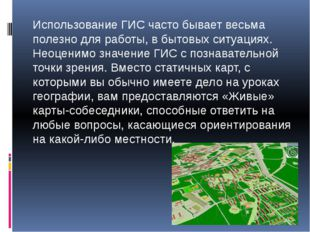 Использование ГИС часто бывает весьма
полезно для работы, в бытовых ситуациях.
Неоценимо значение ГИС с познавательной
точки зрения. Вместо статичных карт, с
которыми вы обычно имеете дело на уроках
географии, вам предоставляются «Живые»
карты-собеседники, способные ответить на
любые вопросы, касающиеся ориентирования
на какой-либо местности.